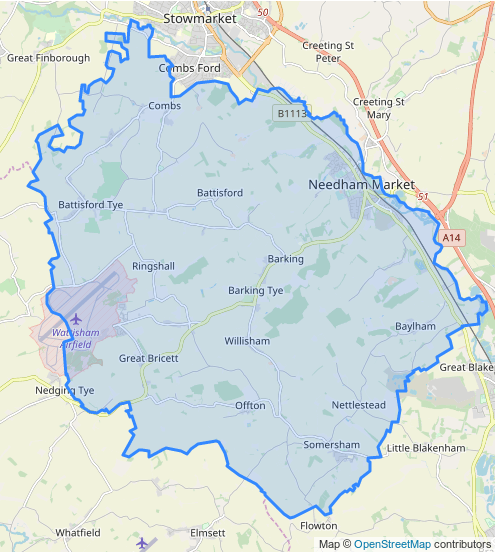 Stowmarket
50
Great Finborough
Creeting St
Peter
Combs Ford
Combs
B1113
Creeting St
Mary
Needham Market
51
Battisford
Battisford Tye
A14
Barking
Ringshall
Barking Tye
Wattisham
Airfield
Baylham
Willisham
Great Bricett
Great Blake
Nedging Tye
Offton
Nettlestead
Somersham
Little Blakenham
Flowton
Whatfield
Elmsett
Map © OpenStreetMap contributors